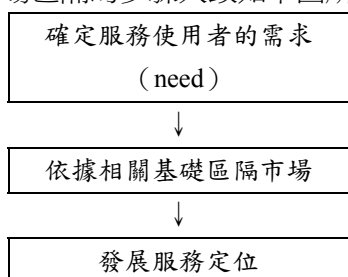 確定服務使用者的需求
（need）
↓
依據相關基礎區隔市場
↓
發展服務定位